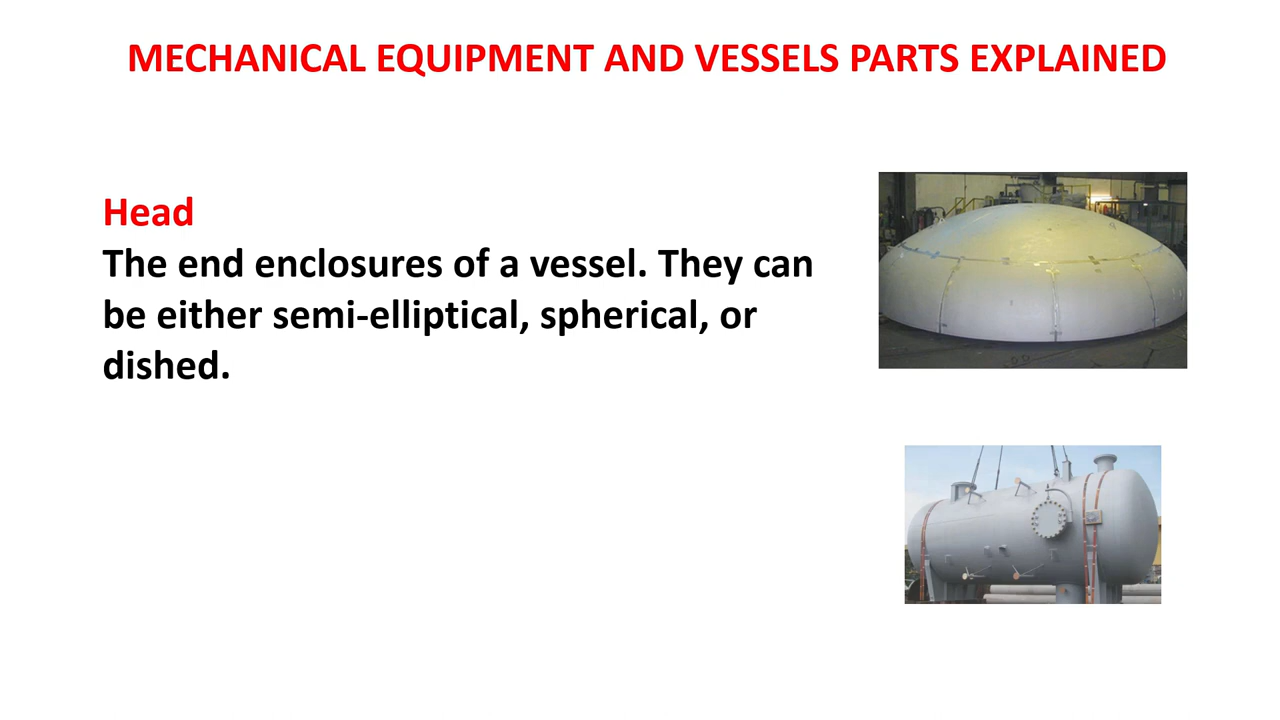 MECHANICAL EQUIPMENT AND VESSELS PARTS EXPLAINED
Head
The end enclosures of a vessel. They can
be either semi-elliptical, spherical, or
dished.